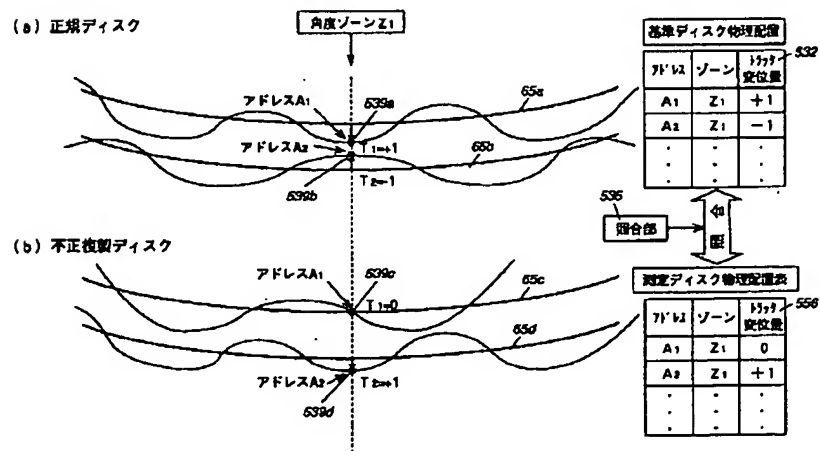 (a) 正規ディスク
角度ゾーンZ1
アドレスA1
539a
65a
アドレスA2
T1=+1
65b
539b
T2=-1
基準ディスク物理配置
532
アドレス ゾーン トラック変位量
A1 Z1 +1
A2 Z1 -1
535
照合部
照合
(b) 不正複製ディスク
アドレスA1
539c
65c
T1=0
65d
アドレスA2
T2=+1
539d
測定ディスク物理配置表
556
アドレス ゾーン トラック変位量
A1 Z1 0
A2 Z1 +1